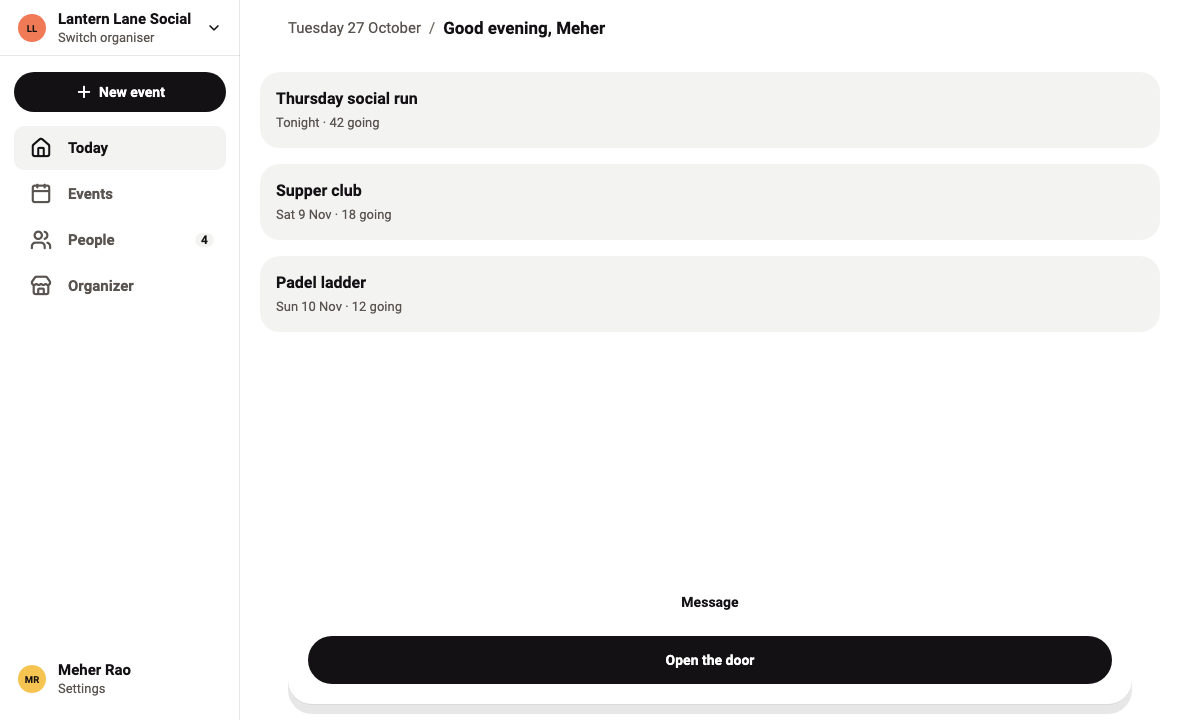 LL
Lantern Lane Social
Switch organiser
New event
Today
Events
People 4
Organizer
MR
Meher Rao
Settings
Tuesday 27 October / Good evening, Meher
Thursday social run
Tonight · 42 going
Supper club
Sat 9 Nov · 18 going
Padel ladder
Sun 10 Nov · 12 going
Message
Open the door